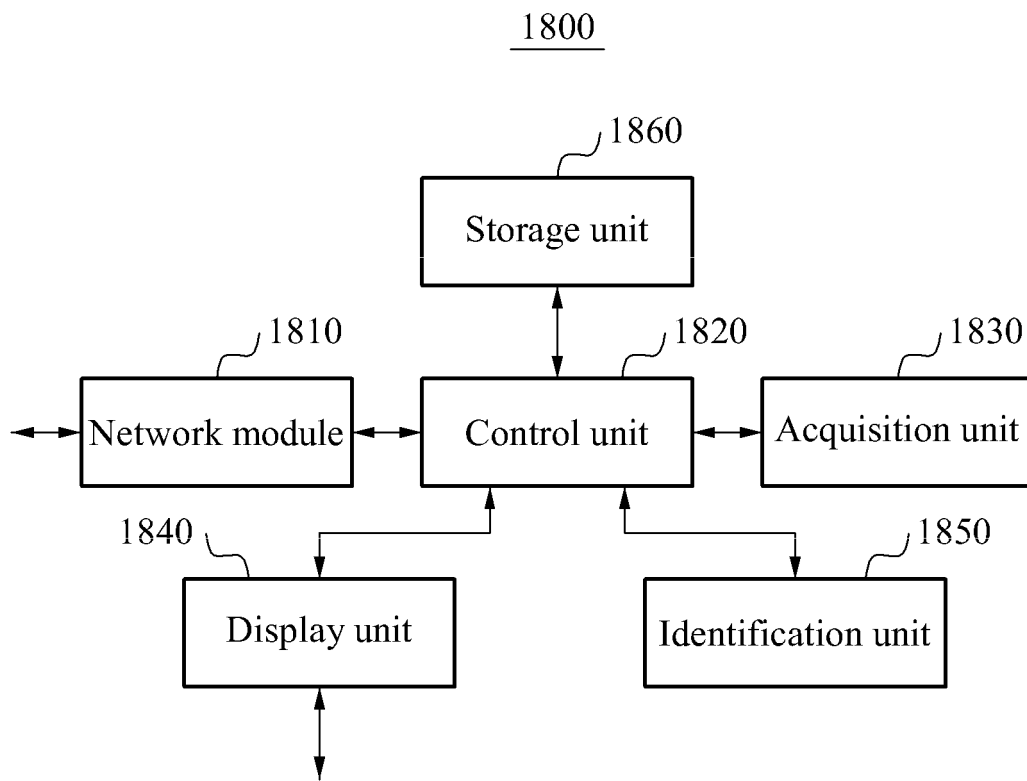 1800
1860
Storage unit
1810
1820
1830
Network module
Control unit
Acquisition unit
1840
1850
Display unit
Identification unit